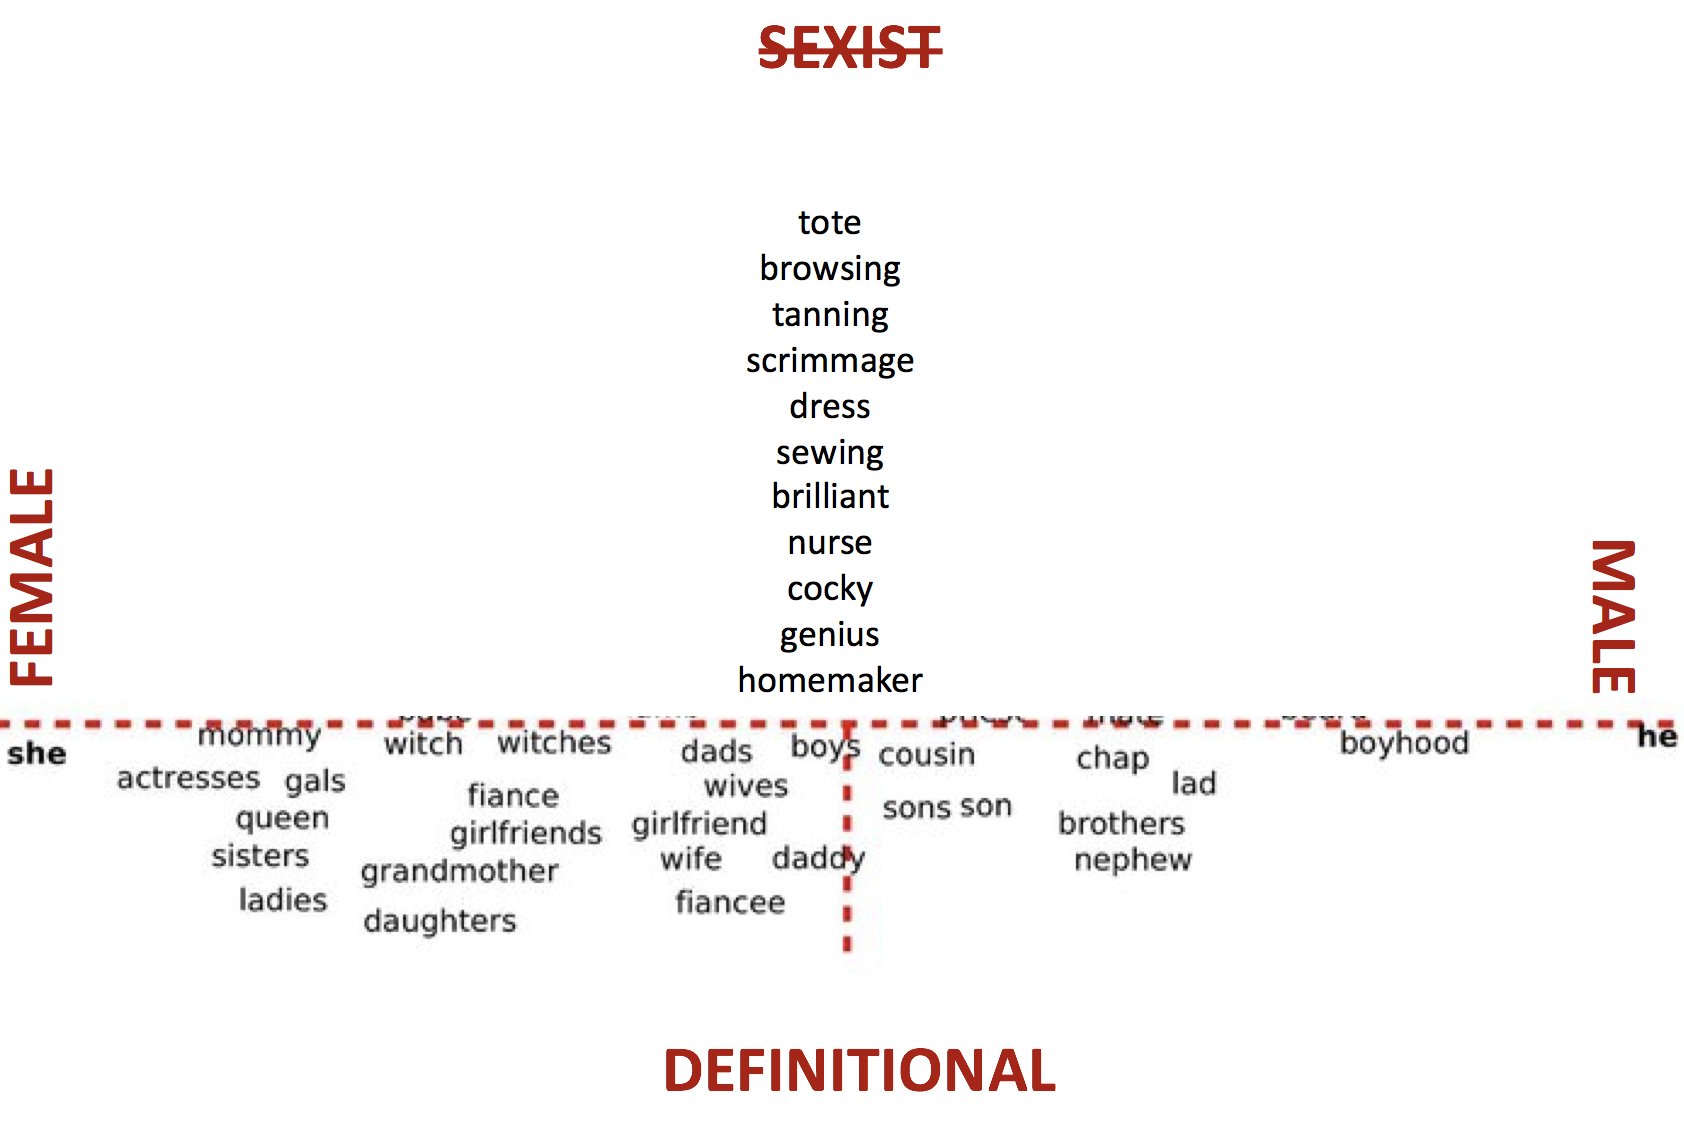 SEXIST
tote
browsing
tanning
scrimmage
dress
sewing
brilliant
nurse
cocky
genius
homemaker
FEMALE
MALE
she
mommy
witch witches
dads
boys
cousin
chap
boyhood
he
actresses gals
fiance
wives
sons son
lad
queen
girlfriends
girlfriend
brothers
sisters
grandmother
wife
daddy
nephew
ladies
daughters
fiancee
DEFINITIONAL